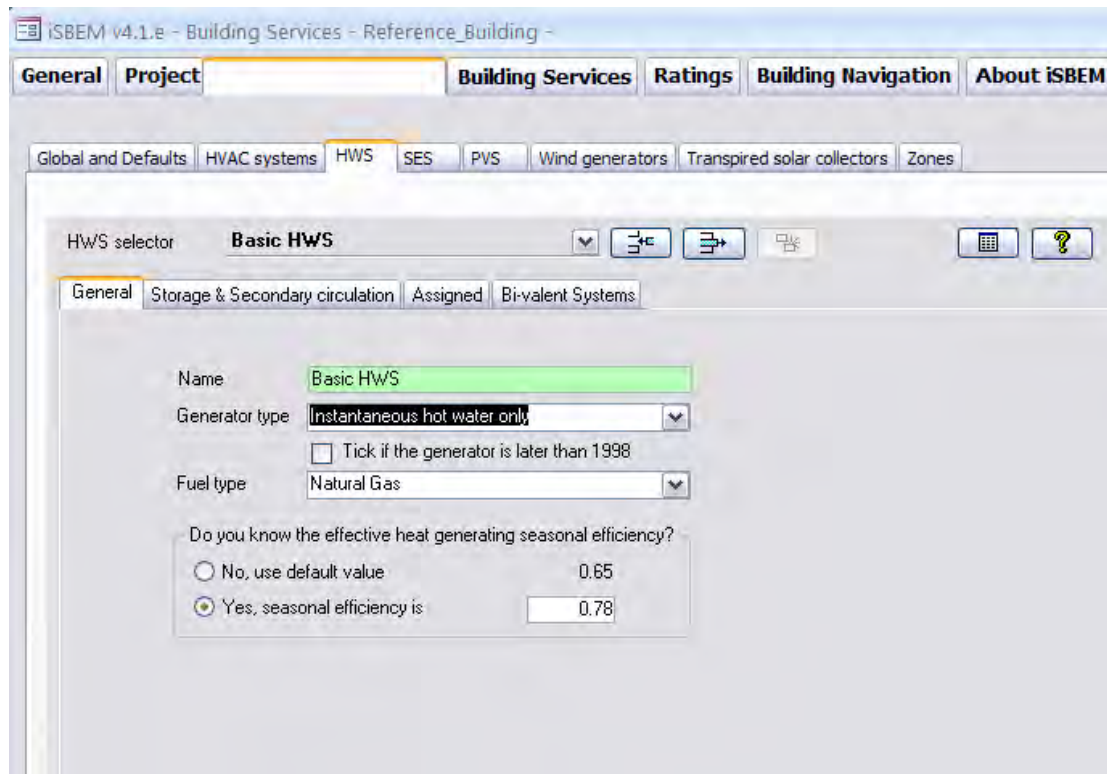 iSBEM v4.1.e - Building Services - Reference_Building -
General Project Building Services Ratings Building Navigation About iSBEM
Global and Defaults HVAC systems HWS SES PVS Wind generators Transpired solar collectors Zones
HWS selector Basic HWS
General Storage & Secondary circulation Assigned Bi-valent Systems
Name Basic HWS
Generator type Instantaneous hot water only
Tick if the generator is later than 1998
Fuel type Natural Gas
Do you know the effective heat generating seasonal efficiency?
No, use default value 0.65
Yes, seasonal efficiency is 0.78